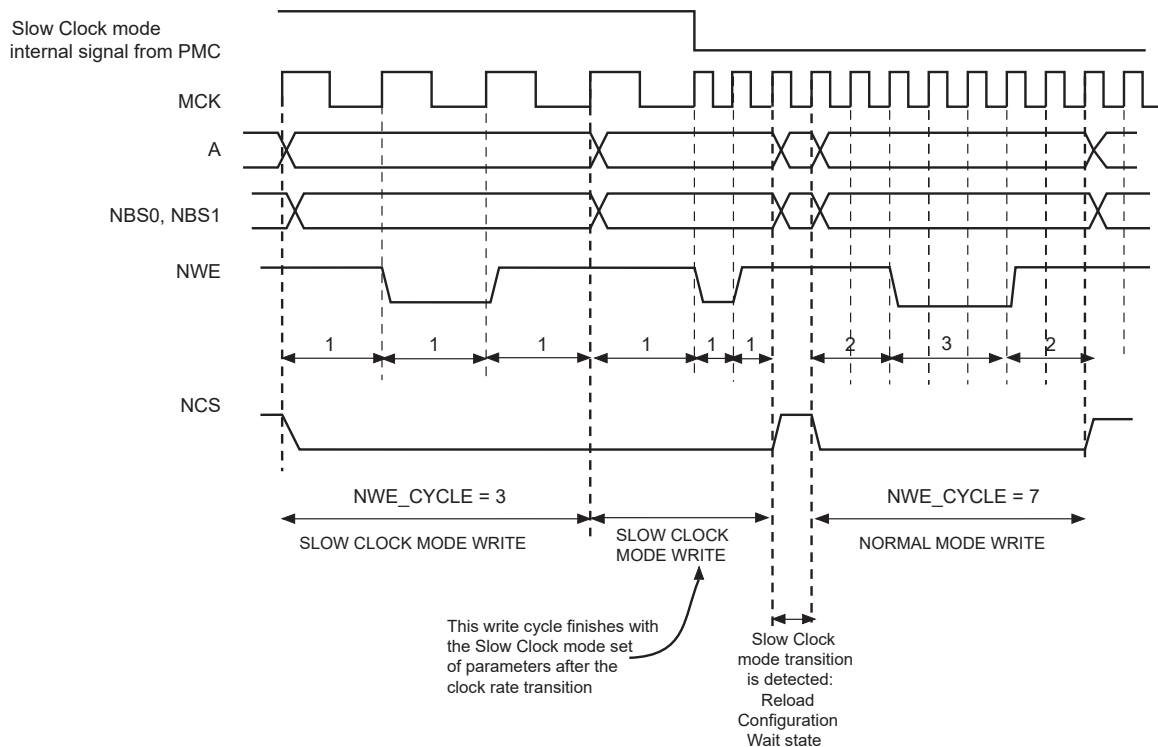 Slow Clock mode
internal signal from PMC
MCK
A
NBS0, NBS1
NWE
1 1 1 1 1 1 2 3 2
NCS
NWE_CYCLE = 3
NWE_CYCLE = 7
SLOW CLOCK MODE WRITE
SLOW CLOCK
MODE WRITE
NORMAL MODE WRITE
This write cycle finishes with
the Slow Clock mode set
of parameters after the
clock rate transition
Slow Clock
mode transition
is detected:
Reload
Configuration
Wait state